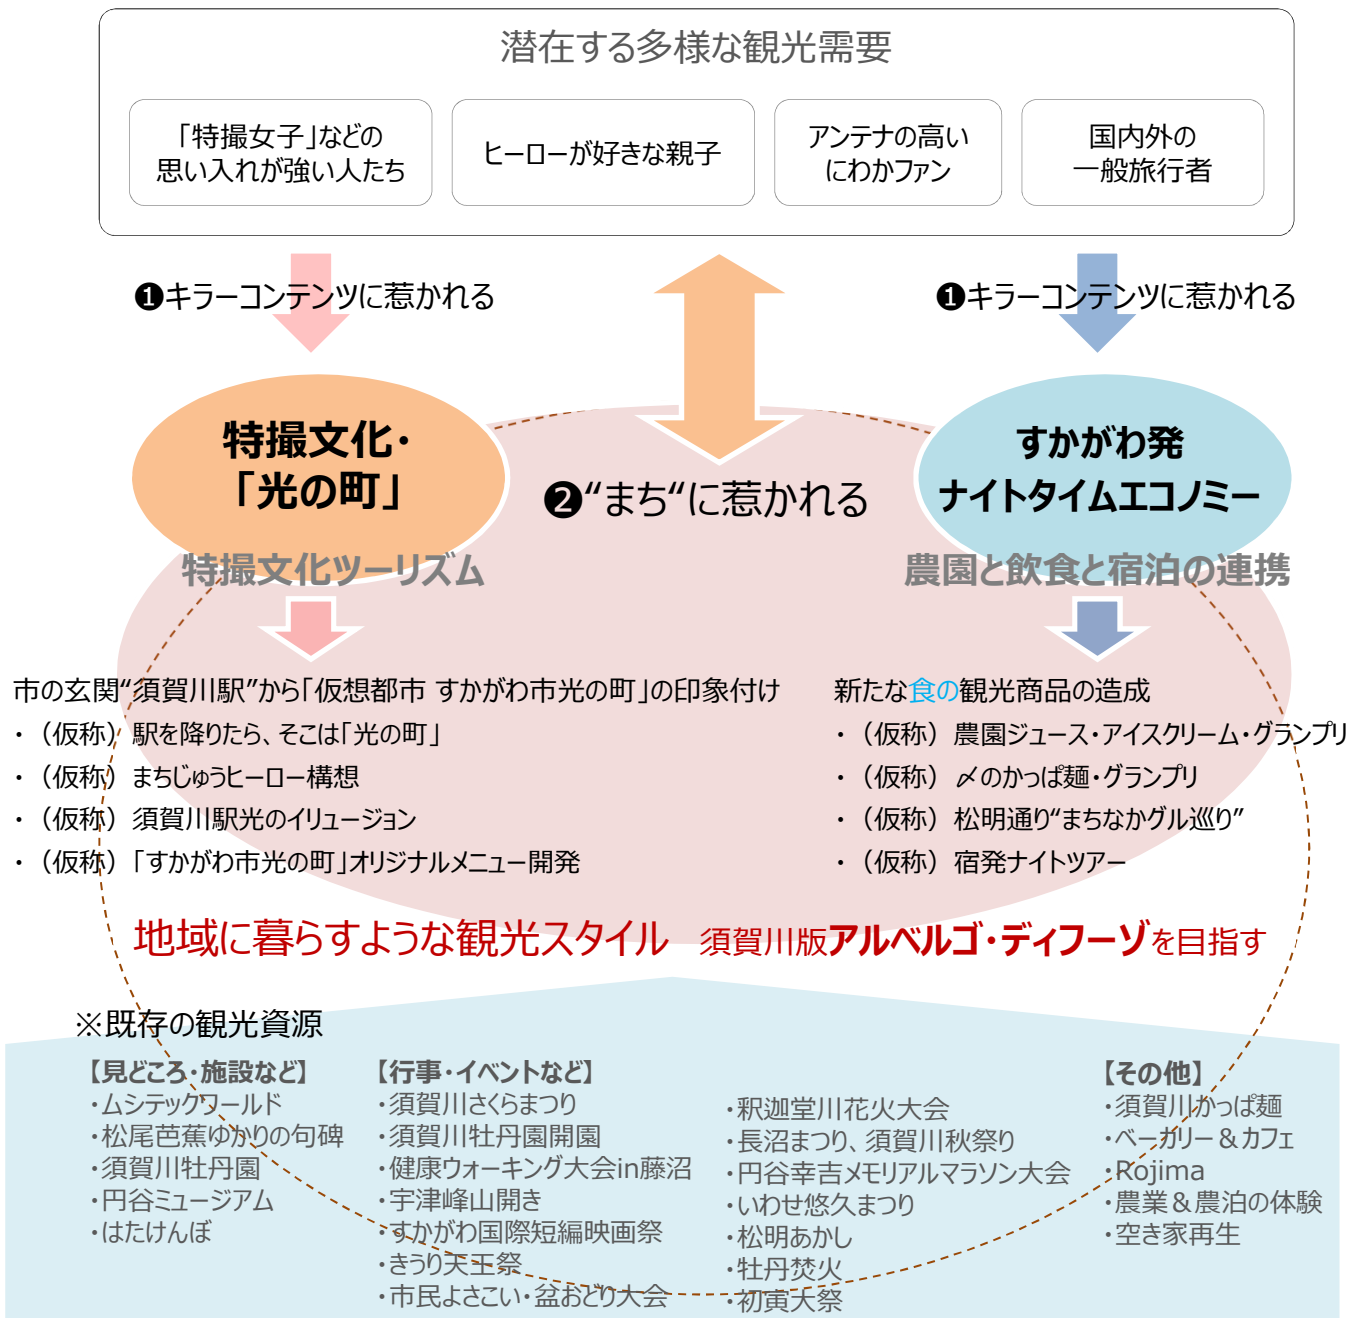 潜在する多様な観光需要
「特撮女子」などの
思い入れが強い人たち
ヒーローが好きな親子
アンテナの高い
にわかファン
国内外の
一般旅行者
❶キラーコンテンツに惹かれる
❶キラーコンテンツに惹かれる
特撮文化・
「光の町」
❷“まち“に惹かれる
すかがわ発
ナイトタイムエコノミー
特撮文化ツーリズム
農園と飲食と宿泊の連携
市の玄関“須賀川駅”から「仮想都市 すかがわ市光の町」の印象付け
・（仮称）駅を降りたら、そこは「光の町」
・（仮称）まちじゅうヒーロー構想
・（仮称）須賀川駅光のイリュージョン
・（仮称）「すかがわ市光の町」オリジナルメニュー開発
新たな食の観光商品の造成
・（仮称）農園ジュース・アイスクリーム・グランプリ
・（仮称）〆のかっぱ麺・グランプリ
・（仮称）松明通り“まちなかグル巡り”
・（仮称）宿発ナイトツアー
地域に暮らすような観光スタイル 須賀川版アルベルゴ・ディフーゾを目指す
※既存の観光資源
【見どころ・施設など】
・ムシテックワールド
・松尾芭蕉ゆかりの句碑
・須賀川牡丹園
・円谷ミュージアム
・はたけんぼ
【行事・イベントなど】
・須賀川さくらまつり
・須賀川牡丹園開園
・健康ウォーキング大会in藤沼
・宇津峰山開き
・すかがわ国際短編映画祭
・きうり天王祭
・市民よさこい・盆おどり大会
・釈迦堂川花火大会
・長沼まつり、須賀川秋祭り
・円谷幸吉メモリアルマラソン大会
・いわせ悠久まつり
・松明あかし
・牡丹焚火
・初寅大祭
【その他】
・須賀川かっぱ麺
・ベーカリー＆カフェ
・Rojima
・農業＆農泊の体験
・空き家再生